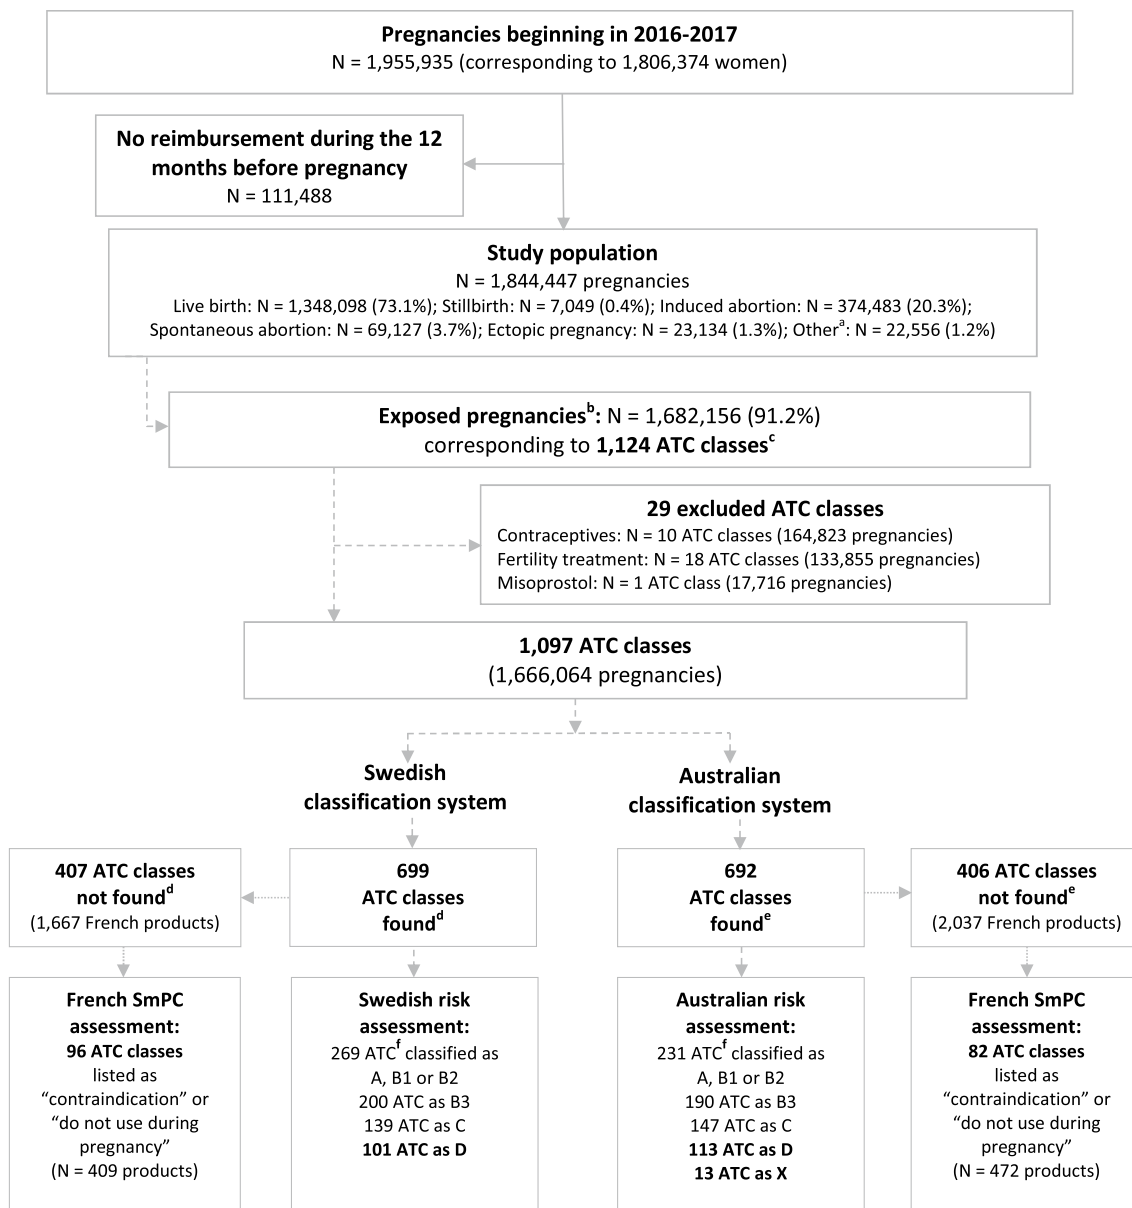 Pregnancies beginning in 2016-2017
N = 1,955,935 (corresponding to 1,806,374 women)
No reimbursement during the 12
months before pregnancy
N = 111,488
Study population
N = 1,844,447 pregnancies
Live birth: N = 1,348,098 (73.1%); Stillbirth: N = 7,049 (0.4%); Induced abortion: N = 374,483 (20.3%);
Spontaneous abortion: N = 69,127 (3.7%); Ectopic pregnancy: N = 23,134 (1.3%); Otherᵃ: N = 22,556 (1.2%)
Exposed pregnanciesᵇ: N = 1,682,156 (91.2%)
corresponding to 1,124 ATC classesᶜ
29 excluded ATC classes
Contraceptives: N = 10 ATC classes (164,823 pregnancies)
Fertility treatment: N = 18 ATC classes (133,855 pregnancies)
Misoprostol: N = 1 ATC class (17,716 pregnancies)
1,097 ATC classes
(1,666,064 pregnancies)
Swedish
classification system
Australian
classification system
407 ATC classes
not foundᵈ
(1,667 French products)
699
ATC classes
foundᵈ
692
ATC classes
foundᵉ
406 ATC classes
not foundᵉ
(2,037 French products)
French SmPC
assessment:
96 ATC classes
listed as
“contraindication” or
“do not use during
pregnancy”
(N = 409 products)
Swedish risk
assessment:
269 ATCᶠ classified as
A, B1 or B2
200 ATC as B3
139 ATC as C
101 ATC as D
Australian risk
assessment:
231 ATCᶠ classified as
A, B1 or B2
190 ATC as B3
147 ATC as C
113 ATC as D
13 ATC as X
French SmPC
assessment:
82 ATC classes
listed as
“contraindication” or
“do not use during
pregnancy”
(N = 472 products)